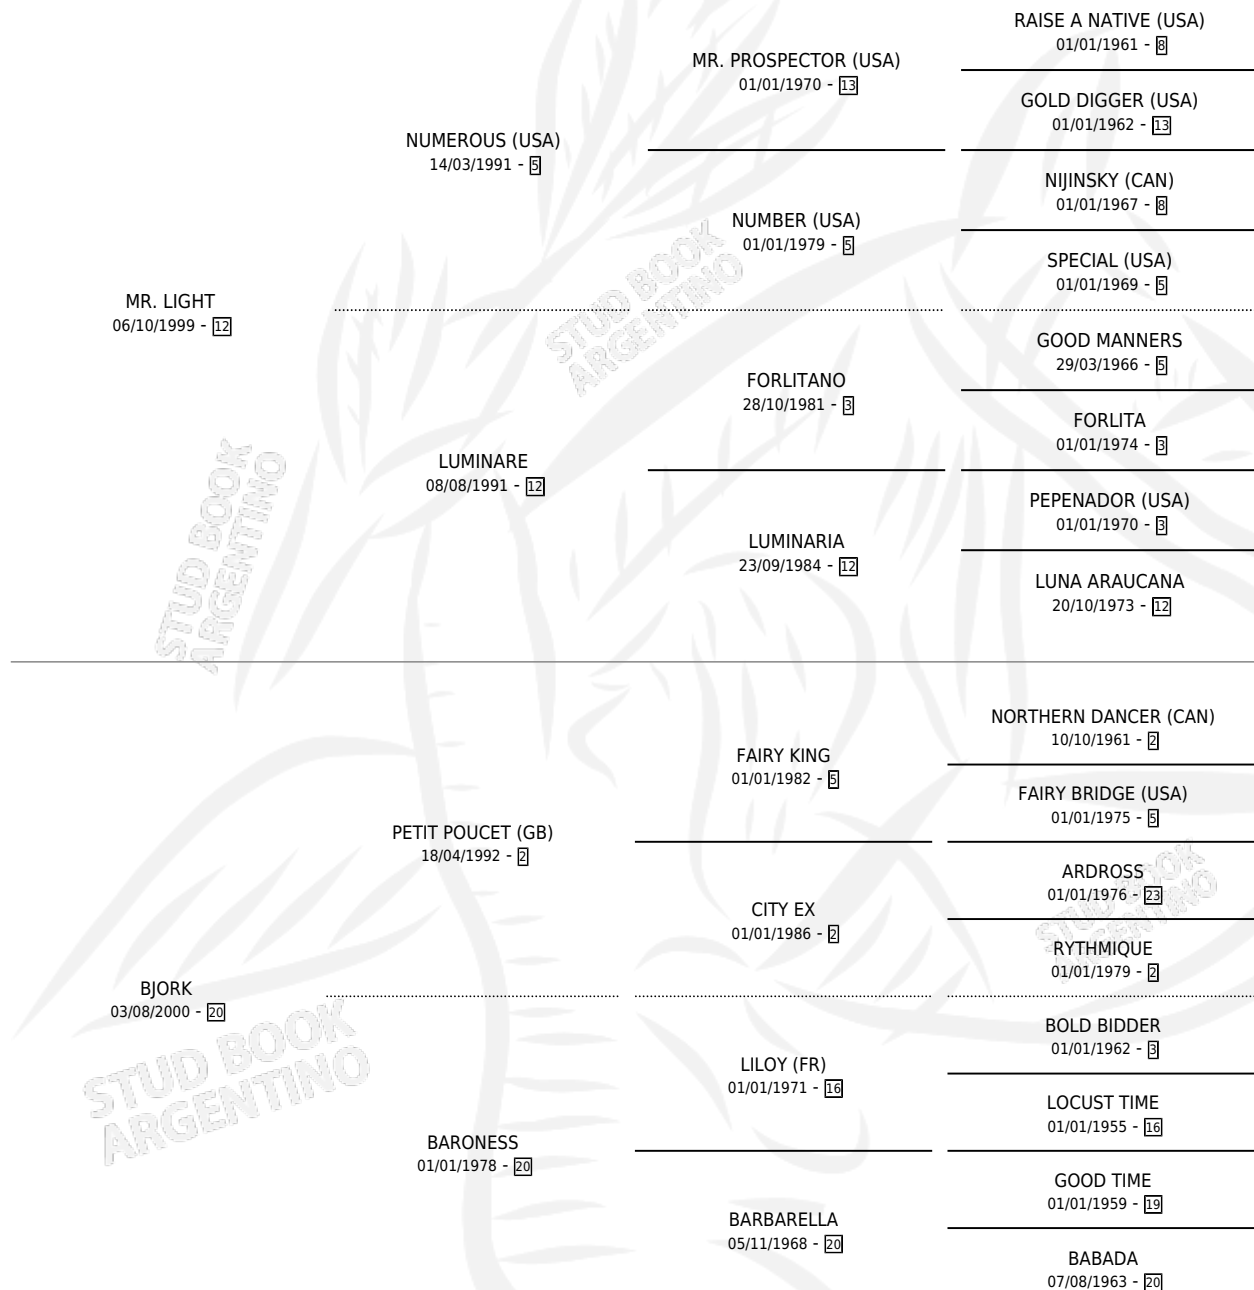 RAISE A NATIVE (USA)
01/01/1961 - 8
MR. PROSPECTOR (USA)
01/01/1970 - 13
GOLD DIGGER (USA)
01/01/1962 - 13
NUMEROUS (USA)
14/03/1991 - 5
NIJINSKY (CAN)
01/01/1967 - 8
NUMBER (USA)
01/01/1979 - 5
SPECIAL (USA)
01/01/1969 - 5
MR. LIGHT
06/10/1999 - 12
STUD BOOK
ARGENTINO
GOOD MANNERS
29/03/1966 - 5
FORLITANO
28/10/1981 - 3
FORLITA
01/01/1974 - 3
LUMINARE
08/08/1991 - 12
PEPENADOR (USA)
01/01/1970 - 3
LUMINARIA
23/09/1984 - 12
LUNA ARAUCANA
20/10/1973 - 12
STUD BOOK
ARGENTINO
NORTHERN DANCER (CAN)
10/10/1961 - 2
FAIRY KING
01/01/1982 - 5
FAIRY BRIDGE (USA)
01/01/1975 - 5
PETIT POUCET (GB)
18/04/1992 - 2
ARDROSS
01/01/1976 - 23
STUD BOOK
ARGENTINO
CITY EX
01/01/1986 - 2
RYTHMIQUE
01/01/1979 - 2
BJORK
03/08/2000 - 20
STUD BOOK
ARGENTINO
BOLD BIDDER
01/01/1962 - 3
LILOY (FR)
01/01/1971 - 16
LOCUST TIME
01/01/1955 - 16
BARONESS
01/01/1978 - 20
GOOD TIME
01/01/1959 - 19
BARBARELLA
05/11/1968 - 20
BABADA
07/08/1963 - 20